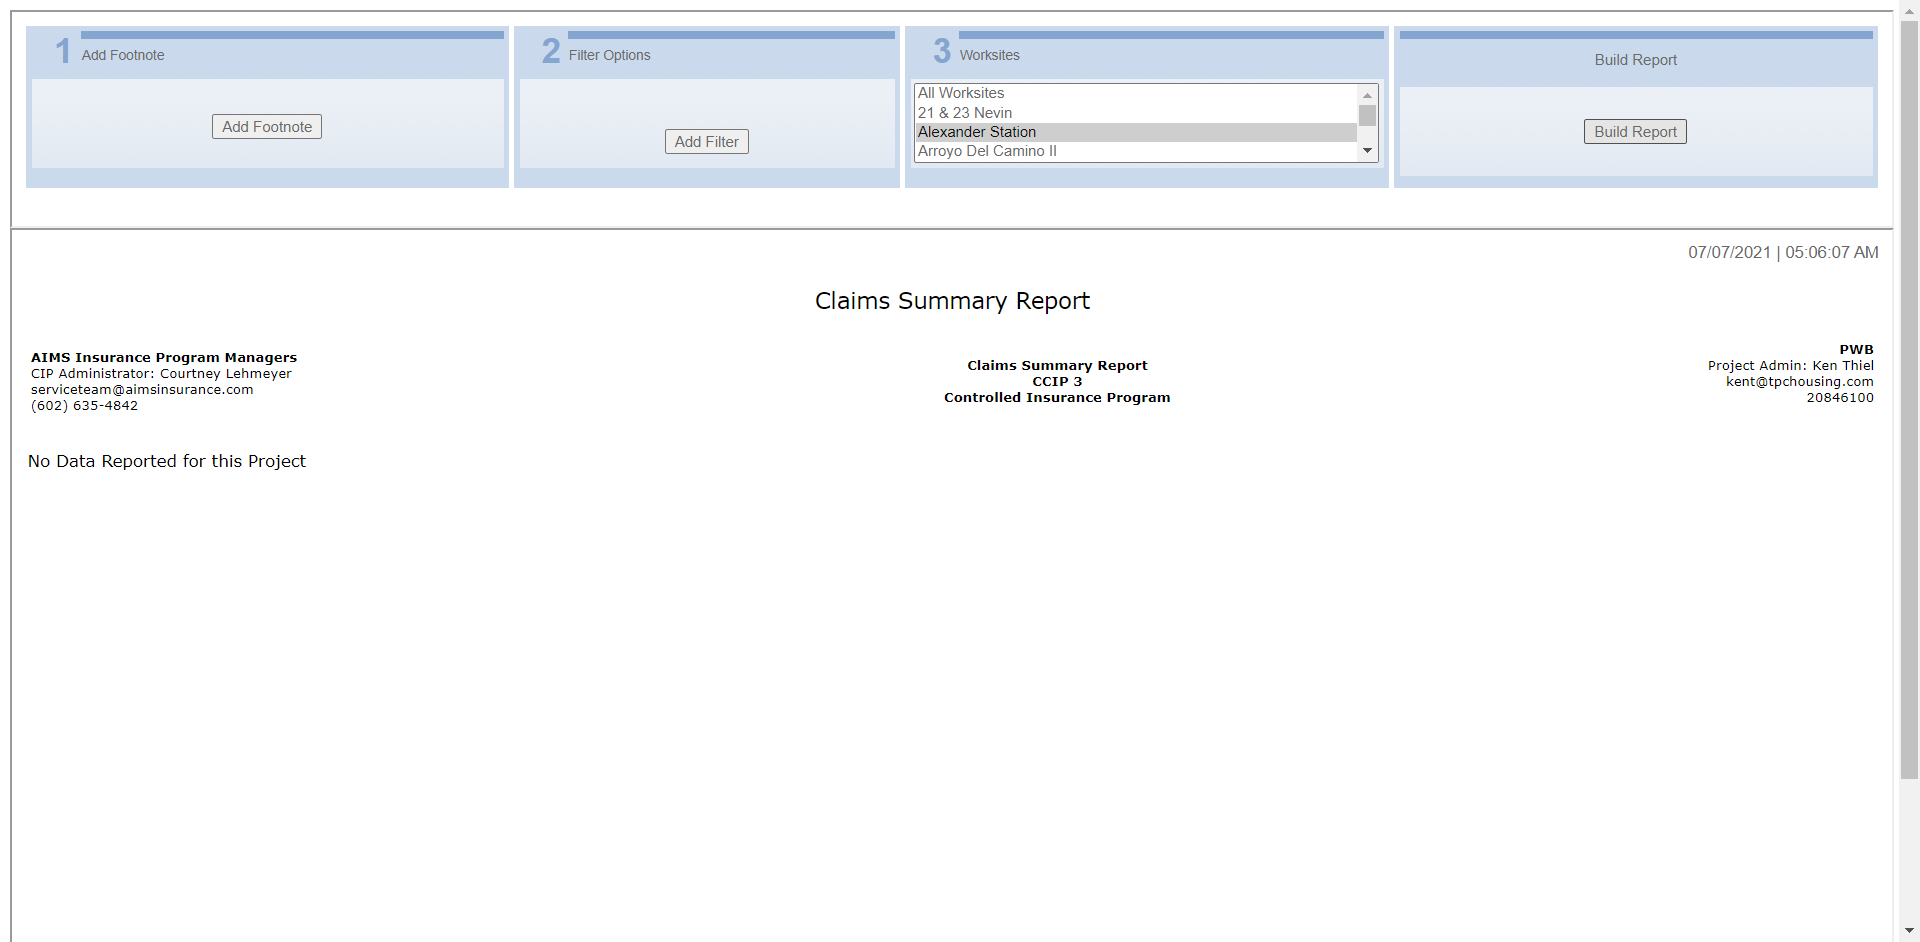 1 Add Footnote
Add Footnote
2 Filter Options
Add Filter
3 Worksites
All Worksites
21 & 23 Nevin
Alexander Station
Arroyo Del Camino II
Build Report
Build Report
07/07/2021 | 05:06:07 AM
Claims Summary Report
AIMS Insurance Program Managers
CIP Administrator: Courtney Lehmeyer
serviceteam@aimsinsurance.com
(602) 635-4842
Claims Summary Report
CCIP 3
Controlled Insurance Program
PWB
Project Admin: Ken Thiel
kent@tpchousing.com
20846100
No Data Reported for this Project